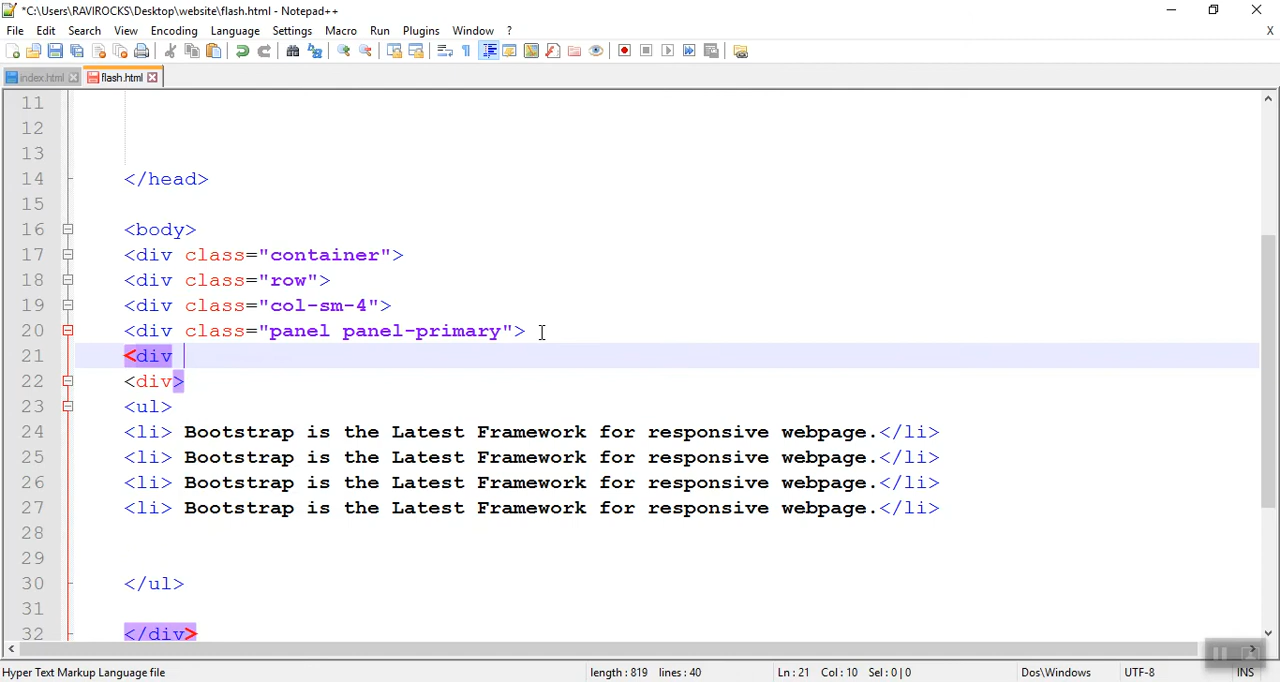 *C:\Users\RAVIROCKS\Desktop\website\flash.html - Notepad++
File Edit Search View Encoding Language Settings Macro Run Plugins Window ? X
index.html flash.html
11
12
13
14 </head>
15
16 <body>
17 <div class="container">
18 <div class="row">
19 <div class="col-sm-4">
20 <div class="panel panel-primary">
21 <div
22 <div>
23 <ul>
24 <li> Bootstrap is the Latest Framework for responsive webpage.</li>
25 <li> Bootstrap is the Latest Framework for responsive webpage.</li>
26 <li> Bootstrap is the Latest Framework for responsive webpage.</li>
27 <li> Bootstrap is the Latest Framework for responsive webpage.</li>
28
29
30 </ul>
31
32 </div>
Hyper Text Markup Language file length : 819 lines : 40 Ln : 21 Col : 10 Sel : 0 | 0 Dos\Windows UTF-8 INS